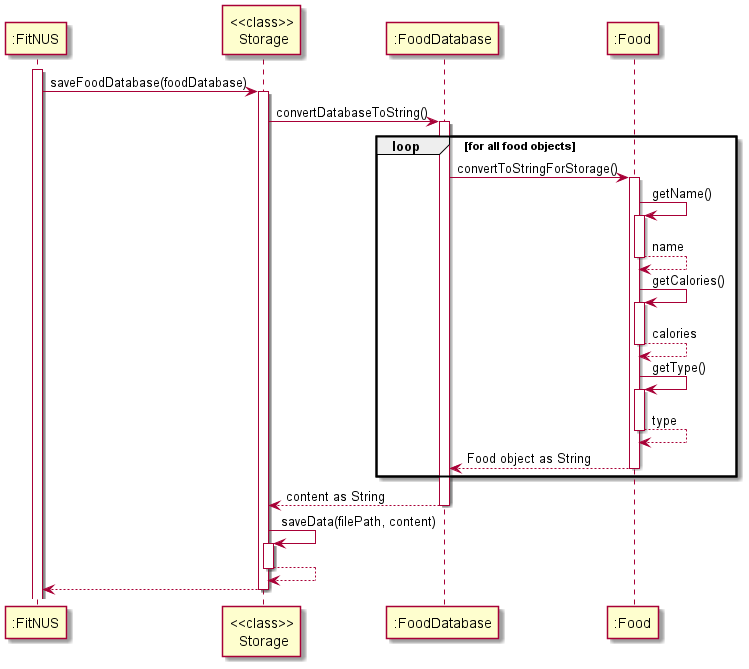 :FitNUS
<<class>>
Storage
:FoodDatabase
:Food
saveFoodDatabase(foodDatabase)
convertDatabaseToString()
loop
[for all food objects]
convertToStringForStorage()
getName()
name
getCalories()
calories
getType()
type
Food object as String
content as String
saveData(filePath, content)
:FitNUS
<<class>>
Storage
:FoodDatabase
:Food